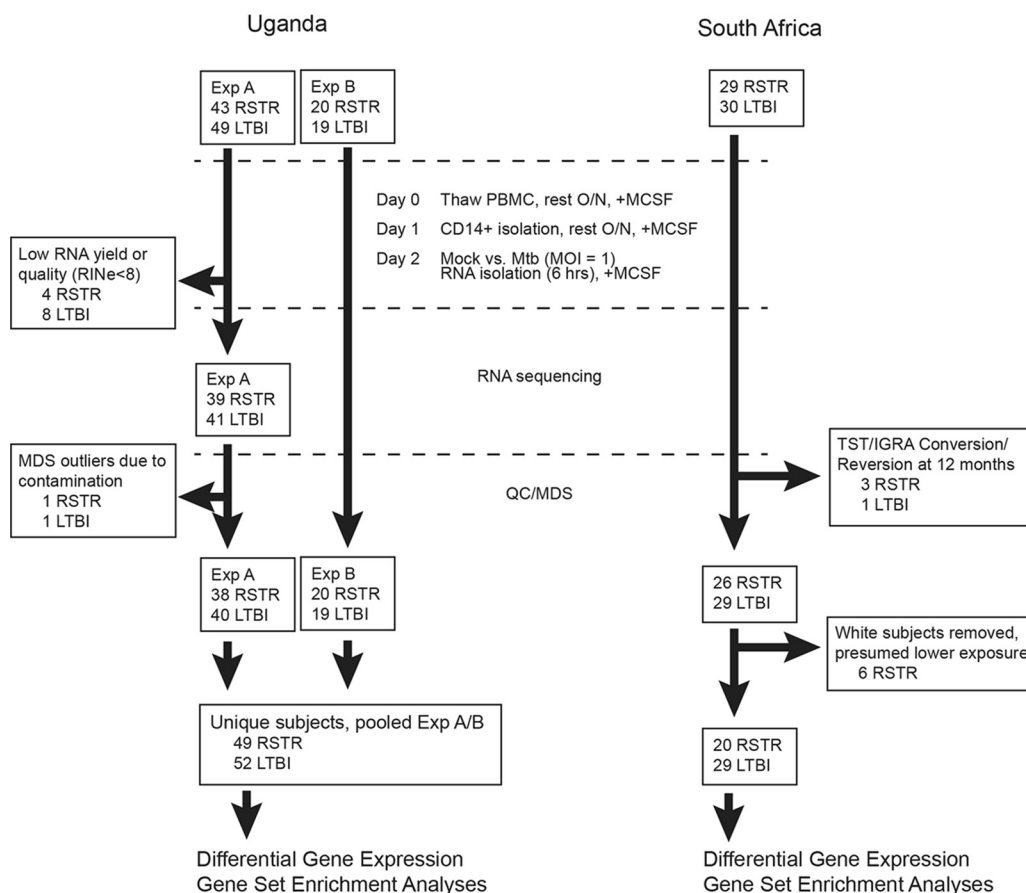 Uganda
South Africa
Exp A
43 RSTR
49 LTBI
Exp B
20 RSTR
19 LTBI
29 RSTR
30 LTBI
Day 0 Thaw PBMC, rest O/N, +MCSF
Day 1 CD14+ isolation, rest O/N, +MCSF
Day 2 Mock vs. Mtb (MOI = 1)
RNA isolation (6 hrs), +MCSF
Low RNA yield or
quality (RINe<8)
4 RSTR
8 LTBI
Exp A
39 RSTR
41 LTBI
RNA sequencing
MDS outliers due to
contamination
1 RSTR
1 LTBI
QC/MDS
TST/IGRA Conversion/
Reversion at 12 months
3 RSTR
1 LTBI
Exp A
38 RSTR
40 LTBI
Exp B
20 RSTR
19 LTBI
26 RSTR
29 LTBI
White subjects removed,
presumed lower exposure
6 RSTR
Unique subjects, pooled Exp A/B
49 RSTR
52 LTBI
20 RSTR
29 LTBI
Differential Gene Expression
Gene Set Enrichment Analyses
Differential Gene Expression
Gene Set Enrichment Analyses